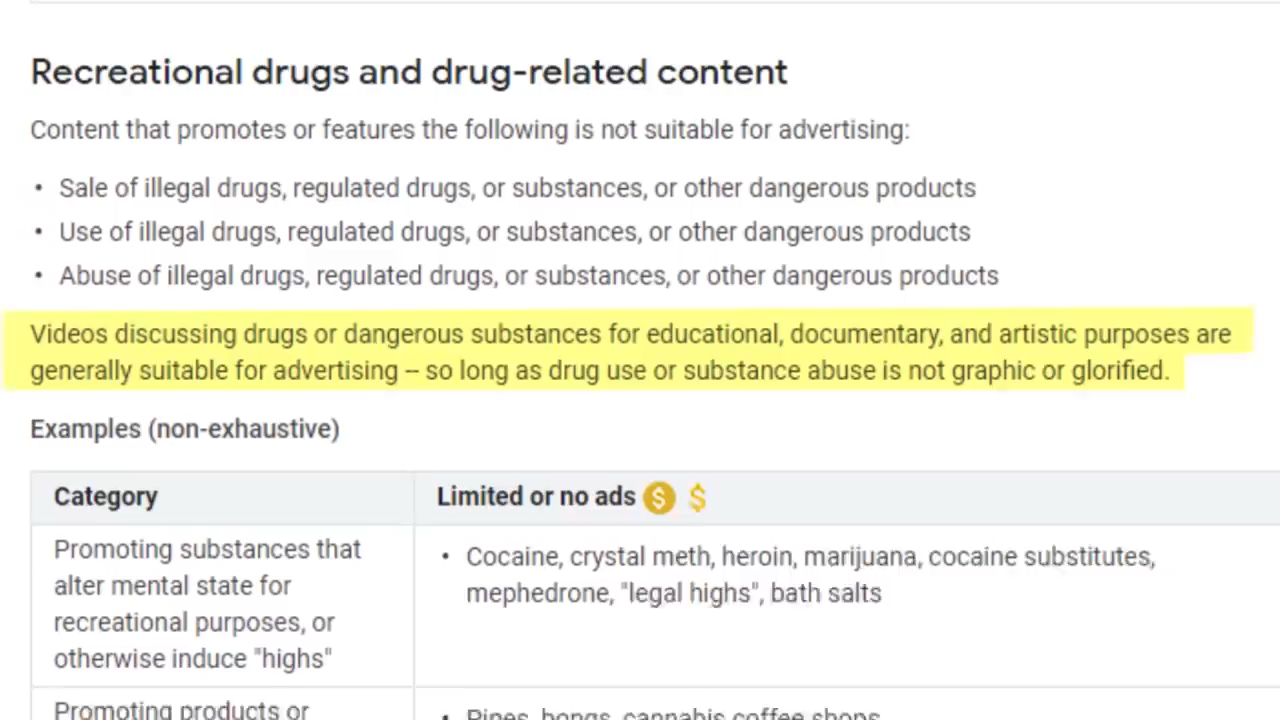 Recreational drugs and drug-related content
Content that promotes or features the following is not suitable for advertising:
• Sale of illegal drugs, regulated drugs, or substances, or other dangerous products
• Use of illegal drugs, regulated drugs, or substances, or other dangerous products
• Abuse of illegal drugs, regulated drugs, or substances, or other dangerous products
Videos discussing drugs or dangerous substances for educational, documentary, and artistic purposes are
generally suitable for advertising – so long as drug use or substance abuse is not graphic or glorified.
Examples (non-exhaustive)
Category
Limited or no ads $ $
Promoting substances that
alter mental state for
recreational purposes, or
otherwise induce "highs"
• Cocaine, crystal meth, heroin, marijuana, cocaine substitutes,
mephedrone, "legal highs", bath salts
Promoting products or
• Pipes, bongs, cannabis coffee shops